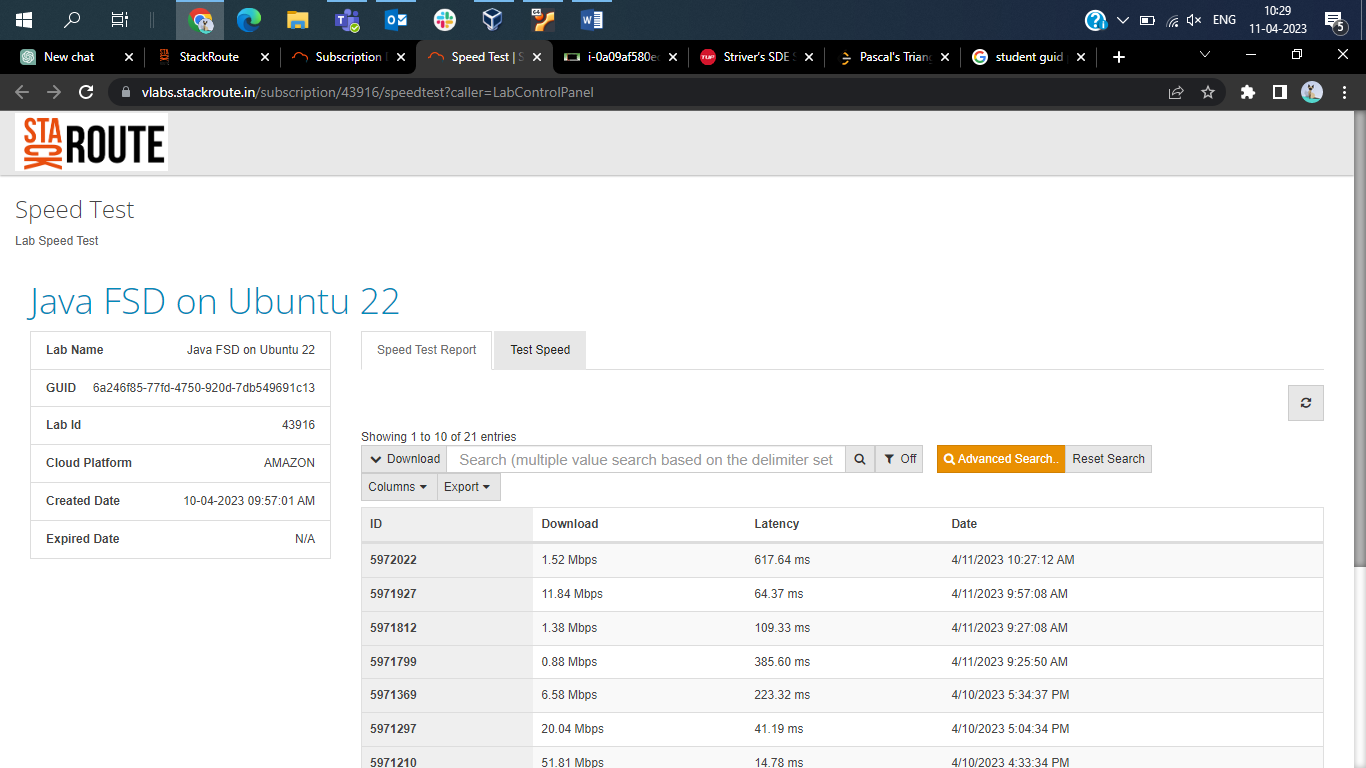 ENG
10:29
11-04-2023
5
New chat
StackRoute
Subscription
Speed Test | S
i-0a09af580e
Striver's SDE S
Pascal's Triang
student guid
vlabs.stackroute.in/subscription/43916/speedtest?caller=LabControlPanel
STACK ROUTE
Speed Test
Lab Speed Test
Java FSD on Ubuntu 22
Lab Name Java FSD on Ubuntu 22
GUID 6a246f85-77fd-4750-920d-7db549691c13
Lab Id 43916
Cloud Platform AMAZON
Created Date 10-04-2023 09:57:01 AM
Expired Date N/A
Speed Test Report Test Speed
Showing 1 to 10 of 21 entries
Download Search (multiple value search based on the delimiter set Off Advanced Search.. Reset Search
Columns Export
ID Download Latency Date
5972022 1.52 Mbps 617.64 ms 4/11/2023 10:27:12 AM
5971927 11.84 Mbps 64.37 ms 4/11/2023 9:57:08 AM
5971812 1.38 Mbps 109.33 ms 4/11/2023 9:27:08 AM
5971799 0.88 Mbps 385.60 ms 4/11/2023 9:25:50 AM
5971369 6.58 Mbps 223.32 ms 4/10/2023 5:34:37 PM
5971297 20.04 Mbps 41.19 ms 4/10/2023 5:04:34 PM
5971210 51.81 Mbps 14.78 ms 4/10/2023 4:33:34 PM